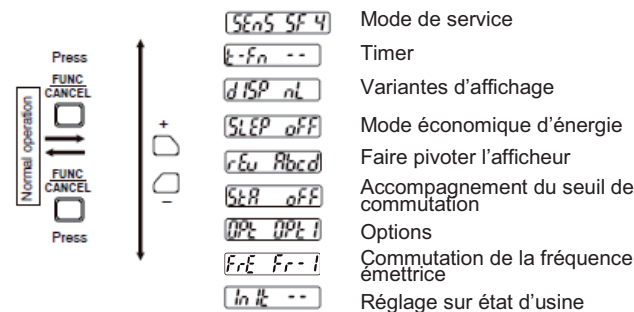 SEnS SF 4 Mode de service
Press
t-Fn -- Timer
FUNC
CANCEL
dISP nL Variantes d'affichage
Normal operation
+
SLEP oFF Mode économique d'énergie
rEu Abcd Faire pivoter l'afficheur
FUNC
CANCEL
StA oFF Accompagnement du seuil de
commutation
−
Press
OPt OPt1 Options
FrE Fr-1 Commutation de la fréquence
émettrice
InIt -- Réglage sur état d'usine